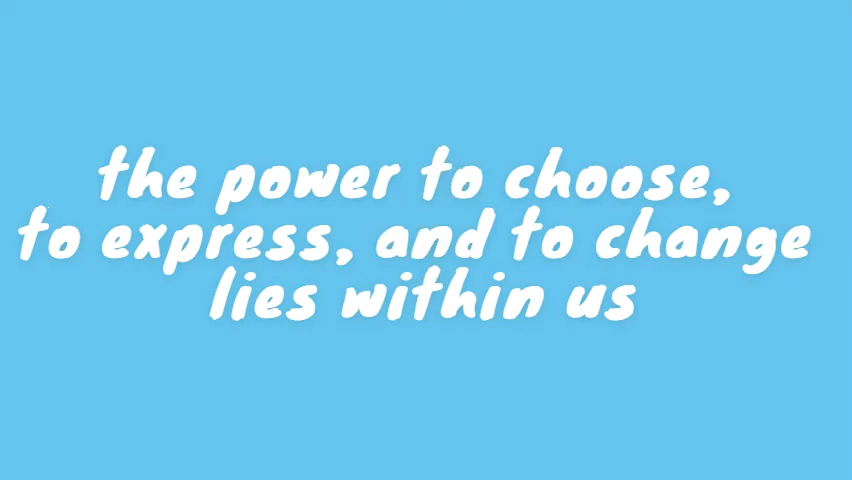 the power to choose,
to express, and to change
lies within us